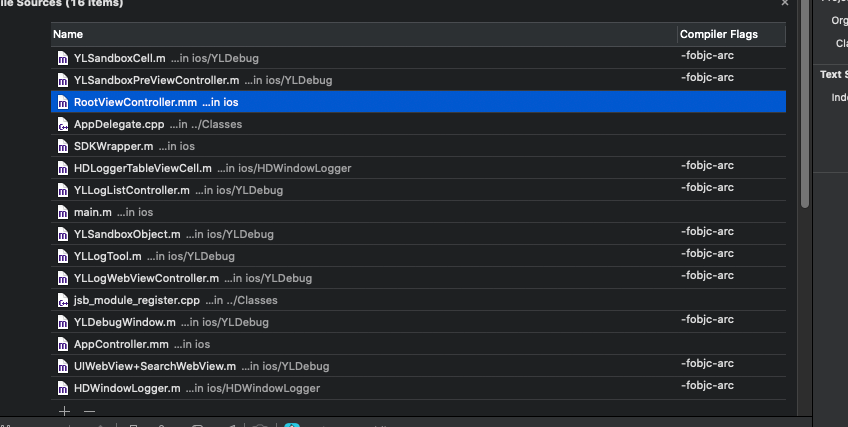 ile Sources (16 items)
Name Compiler Flags
YLSandboxCell.m ...in ios/YLDebug -fobjc-arc
YLSandboxPreViewController.m ...in ios/YLDebug -fobjc-arc
RootViewController.mm ...in ios
AppDelegate.cpp ...in ../Classes
SDKWrapper.m ...in ios
HDLoggerTableViewCell.m ...in ios/HDWindowLogger -fobjc-arc
YLLogListController.m ...in ios/YLDebug -fobjc-arc
main.m ...in ios
YLSandboxObject.m ...in ios/YLDebug -fobjc-arc
YLLogTool.m ...in ios/YLDebug -fobjc-arc
YLLogWebViewController.m ...in ios/YLDebug -fobjc-arc
jsb_module_register.cpp ...in ../Classes
YLDebugWindow.m ...in ios/YLDebug -fobjc-arc
AppController.mm ...in ios
UIWebView+SearchWebView.m ...in ios/YLDebug -fobjc-arc
HDWindowLogger.m ...in ios/HDWindowLogger -fobjc-arc
Org
Cla
Text S
Inde